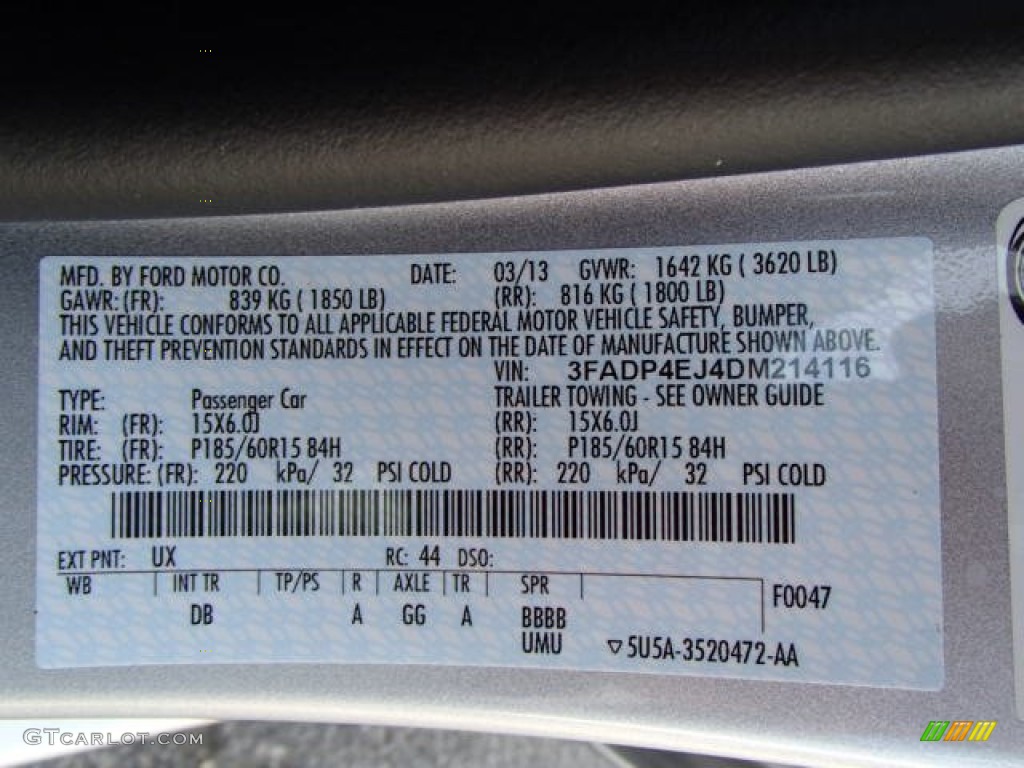 MFD. BY FORD MOTOR CO. DATE: 03/13 GVWR: 1642 KG ( 3620 LB)
GAWR: (FR): 839 KG ( 1850 LB) (RR): 816 KG ( 1800 LB)
THIS VEHICLE CONFORMS TO ALL APPLICABLE FEDERAL MOTOR VEHICLE SAFETY, BUMPER,
AND THEFT PREVENTION STANDARDS IN EFFECT ON THE DATE OF MANUFACTURE SHOWN ABOVE.
VIN: 3FADP4EJ4DM214116
TYPE: Passenger Car TRAILER TOWING - SEE OWNER GUIDE
RIM: (FR): 15X6.0J (RR): 15X6.0J
TIRE: (FR): P185/60R15 84H (RR): P185/60R15 84H
PRESSURE: (FR): 220 kPa/ 32 PSI COLD (RR): 220 kPa/ 32 PSI COLD
EXT PNT: UX RC: 44 DSO:
WB INT TR TP/PS R AXLE TR SPR F0047
DB A GG A BBBB
UMU ▽5U5A-3520472-AA
GTcarlot.com